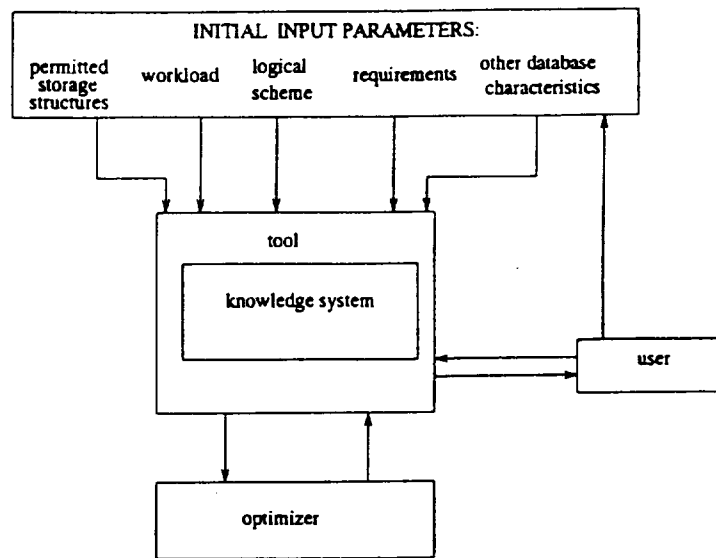 INITIAL INPUT PARAMETERS:
permitted
storage
structures
workload
logical
scheme
requirements
other database
characteristics
tool
knowledge system
user
optimizer